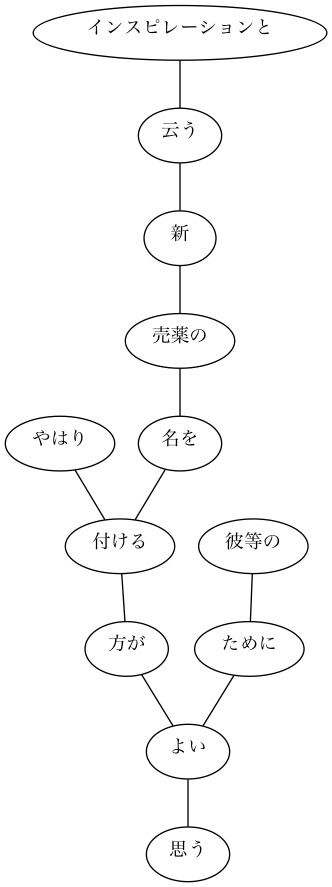 インスピレーションと
云う
新
売薬の
やはり
名を
付ける
彼等の
方が
ために
よい
思う